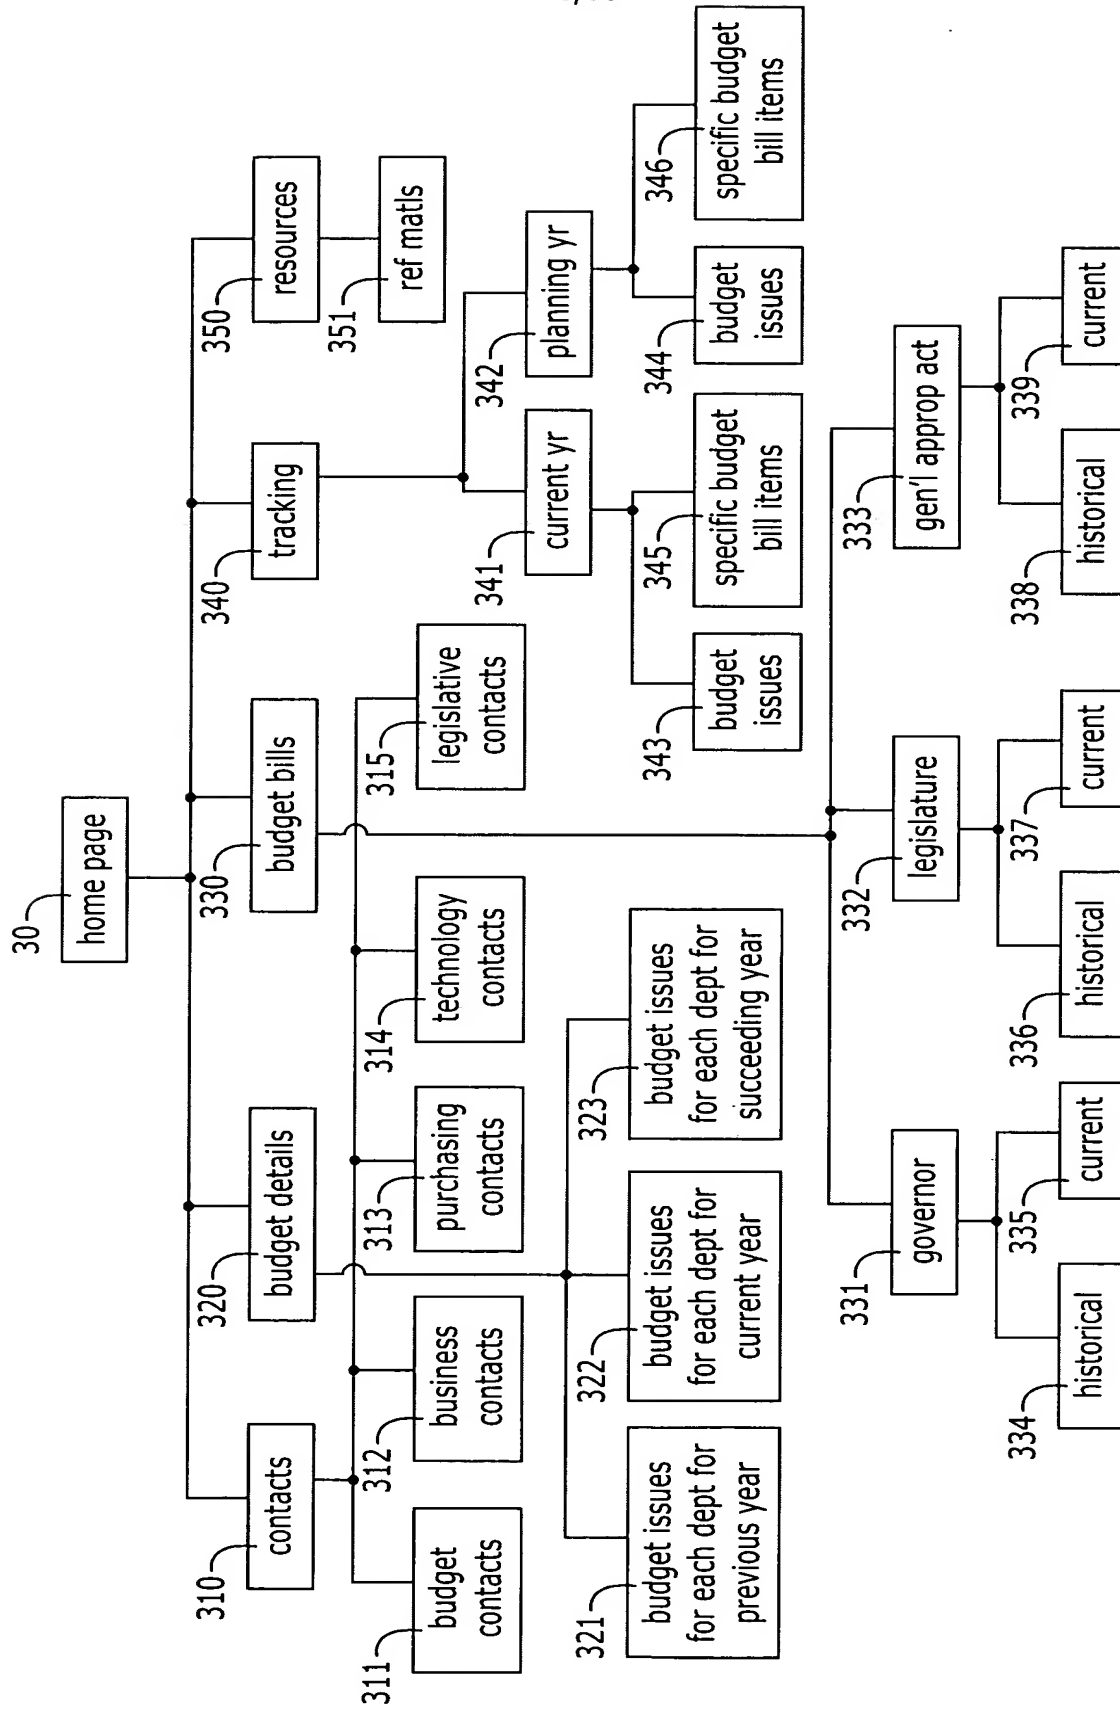 30
home page
310
contacts
320
budget details
330
budget bills
340
tracking
350
resources
351
ref matls
311
budget
contacts
312
business
contacts
313
purchasing
contacts
314
technology
contacts
315
legislative
contacts
341
current yr
342
planning yr
321
budget issues
for each dept for
previous year
322
budget issues
for each dept for
current year
323
budget issues
for each dept for
succeeding year
343
budget
issues
345
specific budget
bill items
344
budget
issues
346
specific budget
bill items
331
governor
332
legislature
333
gen'l approp act
334
historical
335
current
336
historical
337
current
338
historical
339
current